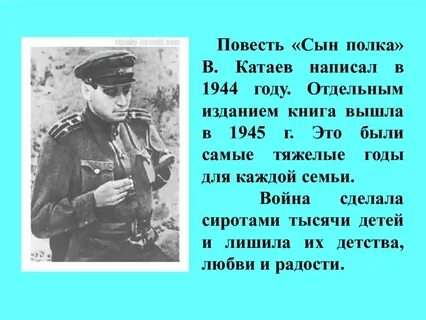 Повесть «Сын полка»
В. Катаев написал в
1944 году. Отдельным
изданием книга вышла
в 1945 г. Это были
самые тяжелые годы
для каждой семьи.
Война сделала
сиротами тысячи детей
и лишила их детства,
любви и радости.